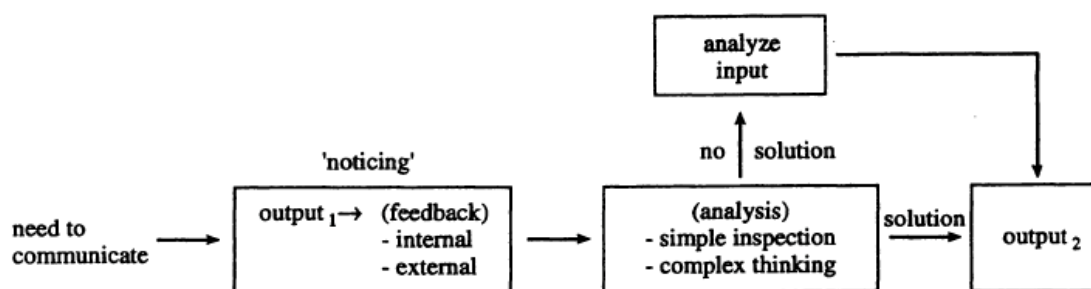 analyze
input
no solution
'noticing'
need to
communicate
output 1→ (feedback)
- internal
- external
(analysis)
- simple inspection
- complex thinking
solution
output 2